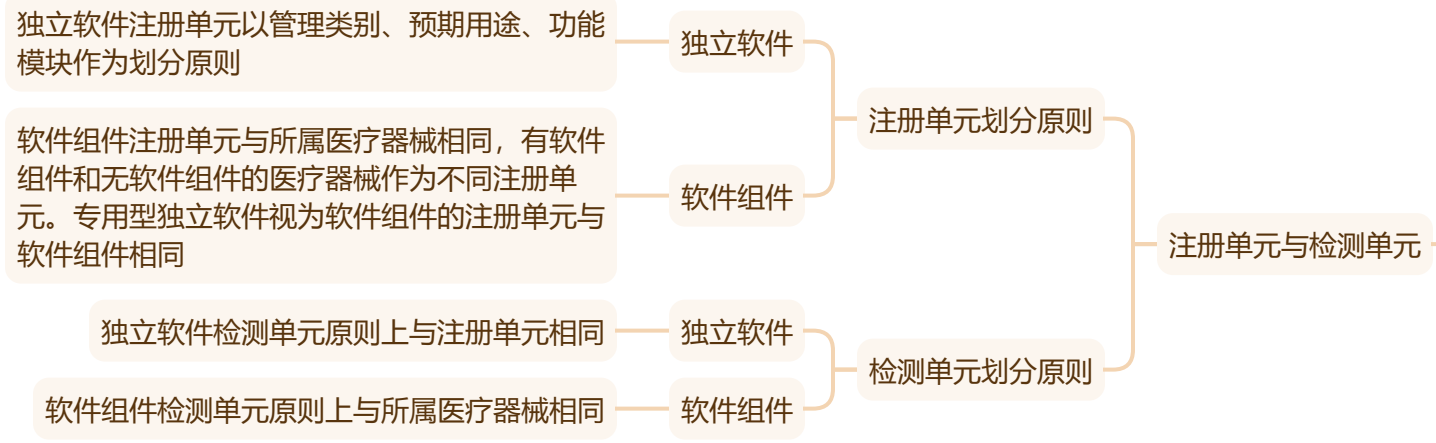 独立软件注册单元以管理类别、预期用途、功能
模块作为划分原则
独立软件
注册单元划分原则
软件组件注册单元与所属医疗器械相同，有软件
组件和无软件组件的医疗器械作为不同注册单
元。专用型独立软件视为软件组件的注册单元与
软件组件相同
软件组件
注册单元与检测单元
独立软件检测单元原则上与注册单元相同
独立软件
检测单元划分原则
软件组件检测单元原则上与所属医疗器械相同
软件组件